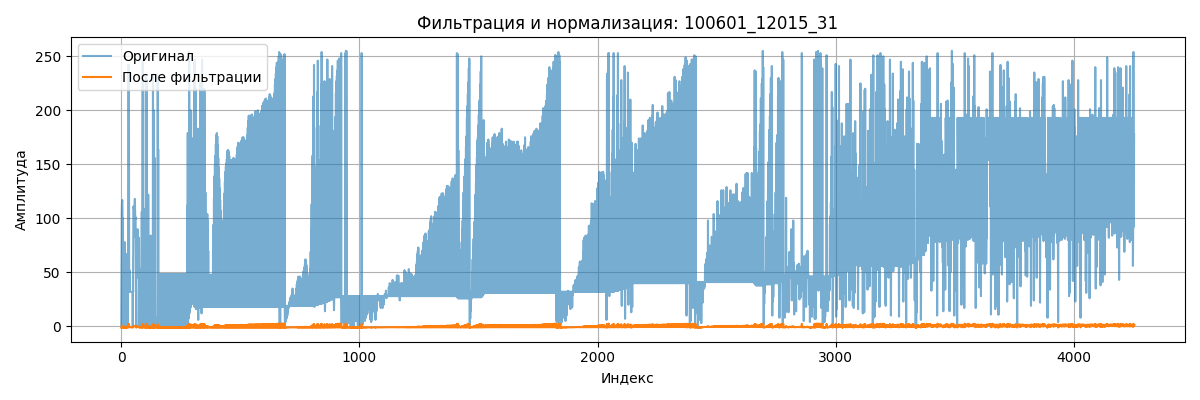 Фильтрация и нормализация: 100601_12015_31
Оригинал
После фильтрации
Амплитуда
250
200
150
100
50
0
0 1000 2000 3000 4000
Индекс